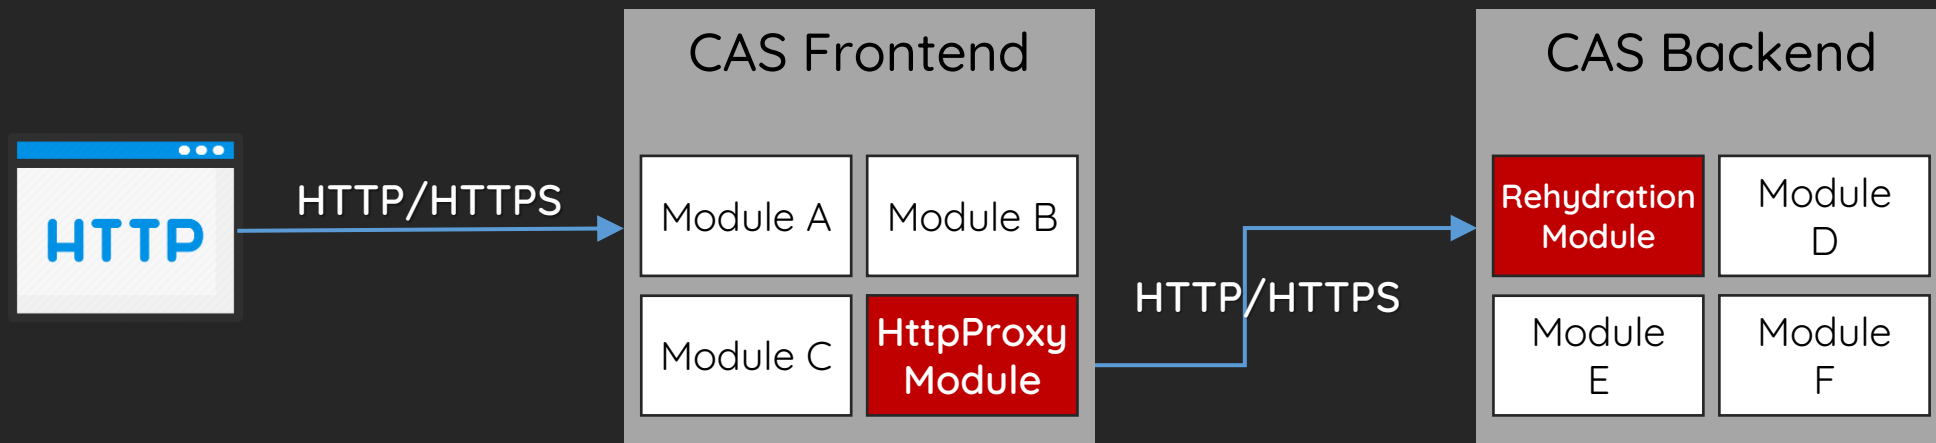 CAS Frontend
CAS Backend
HTTP
HTTP/HTTPS
Module A
Module B
Module C
HttpProxy
Module
HTTP/HTTPS
Rehydration
Module
Module
D
Module
E
Module
F